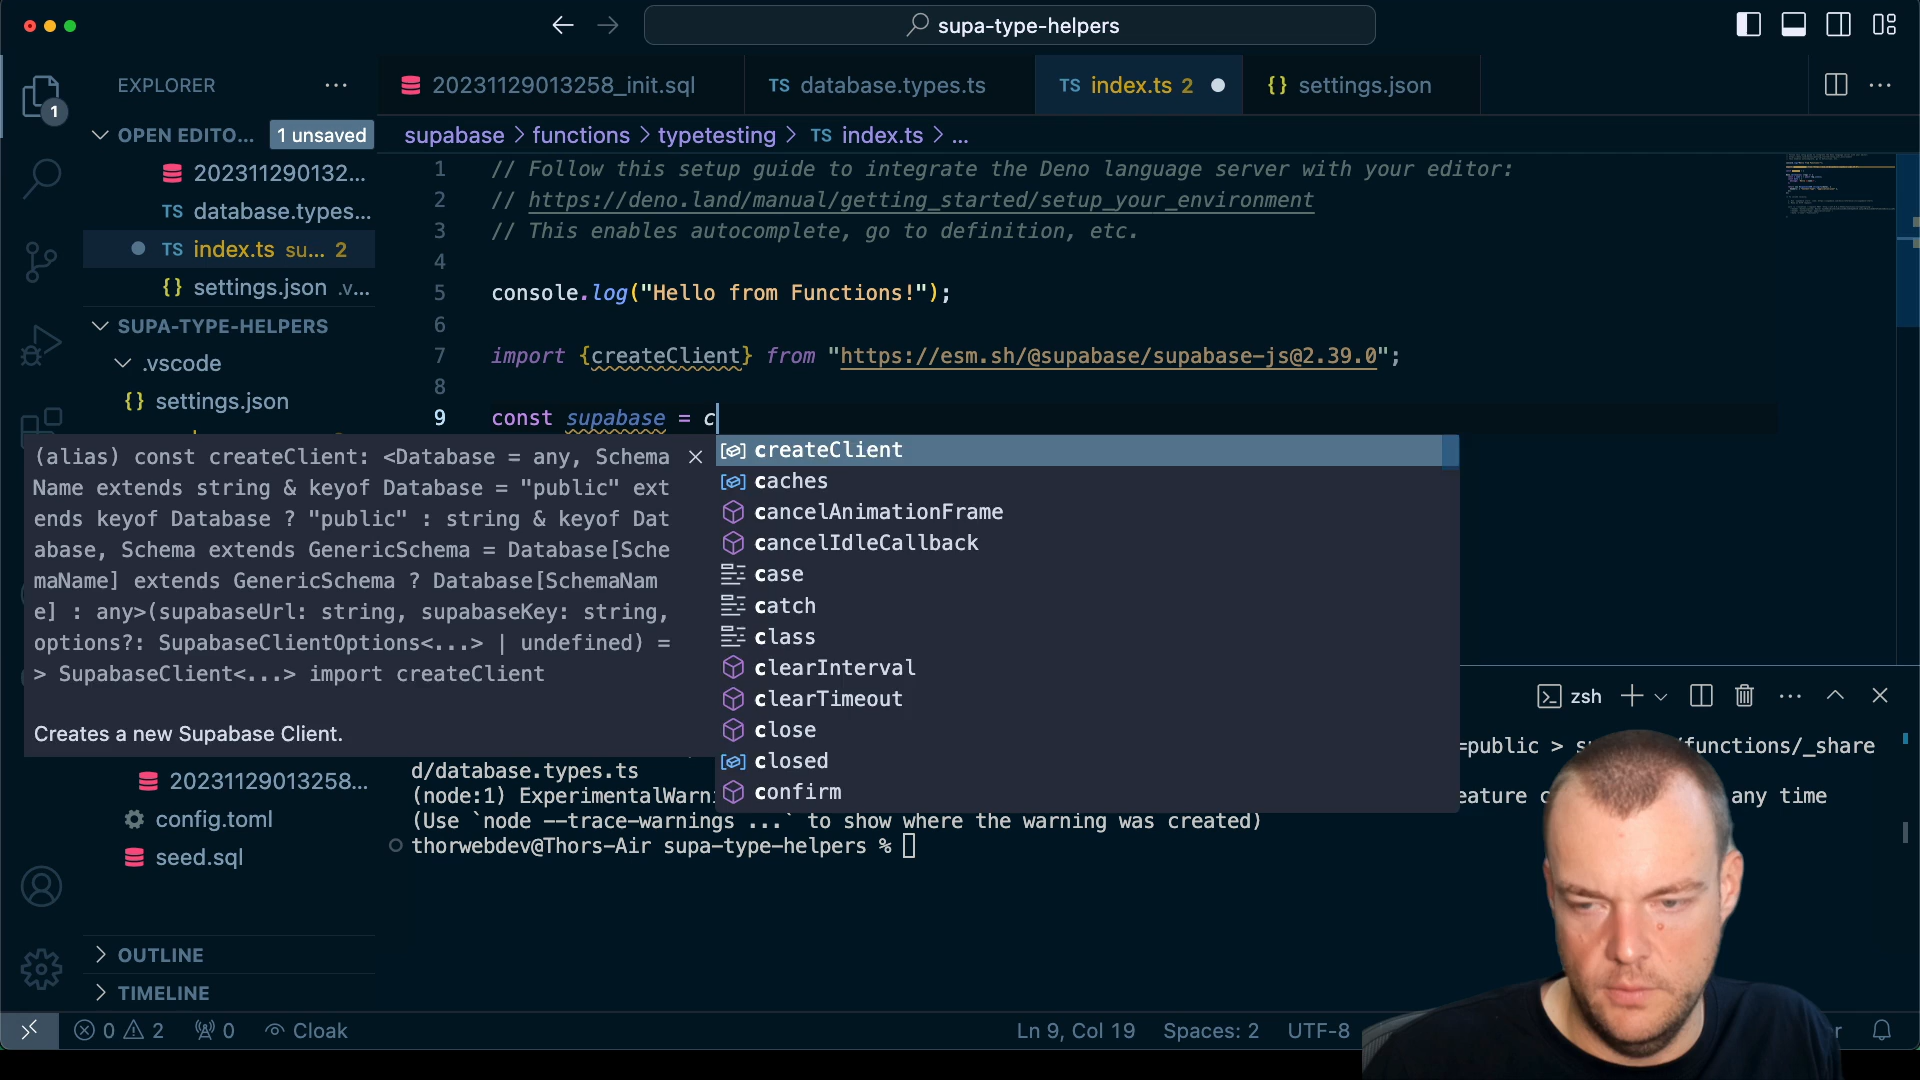 supa-type-helpers
1
EXPLORER
OPEN EDITO... 1 unsaved
202311290132...
TS database.types...
TS index.ts su... 2
{} settings.json .v...
SUPA-TYPE-HELPERS
.vscode
{} settings.json
20231129013258...
config.toml
seed.sql
OUTLINE
TIMELINE
20231129013258_init.sql
TS database.types.ts
TS index.ts 2
{} settings.json
supabase > functions > typetesting > TS index.ts > ...
1 // Follow this setup guide to integrate the Deno language server with your editor:
2 // https://deno.land/manual/getting_started/setup_your_environment
3 // This enables autocomplete, go to definition, etc.
4
5 console.log("Hello from Functions!");
6
7 import {createClient} from "https://esm.sh/@supabase/supabase-js@2.39.0";
8
9 const supabase = c
(alias) const createClient: <Database = any, Schema
Name extends string & keyof Database = "public" ext
ends keyof Database ? "public" : string & keyof Dat
abase, Schema extends GenericSchema = Database[Sche
maName] extends GenericSchema ? Database[SchemaNam
e] : any>(supabaseUrl: string, supabaseKey: string,
options?: SupabaseClientOptions<...> | undefined) =
> SupabaseClient<...> import createClient
Creates a new Supabase Client.
createClient
caches
cancelAnimationFrame
cancelIdleCallback
case
catch
class
clearInterval
clearTimeout
close
closed
confirm
zsh
=public > functions/_share
d/database.types.ts
(node:1) any time
(Use `node --trace-warnings ...` to show where the warning was created)
thorwebdev@Thors-Air supa-type-helpers %
0 2 0 Cloak Ln 9, Col 19 Spaces: 2 UTF-8